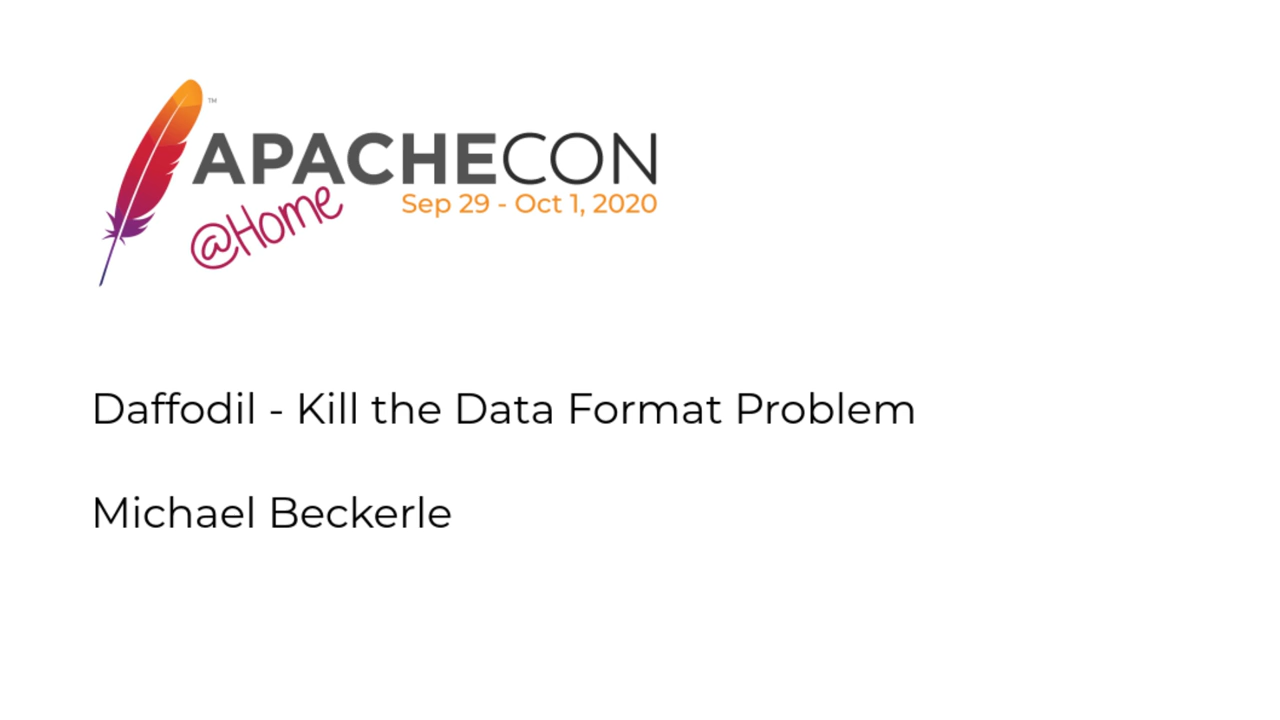 ™
APACHECON
@Home
Sep 29 - Oct 1, 2020
Daffodil - Kill the Data Format Problem
Michael Beckerle